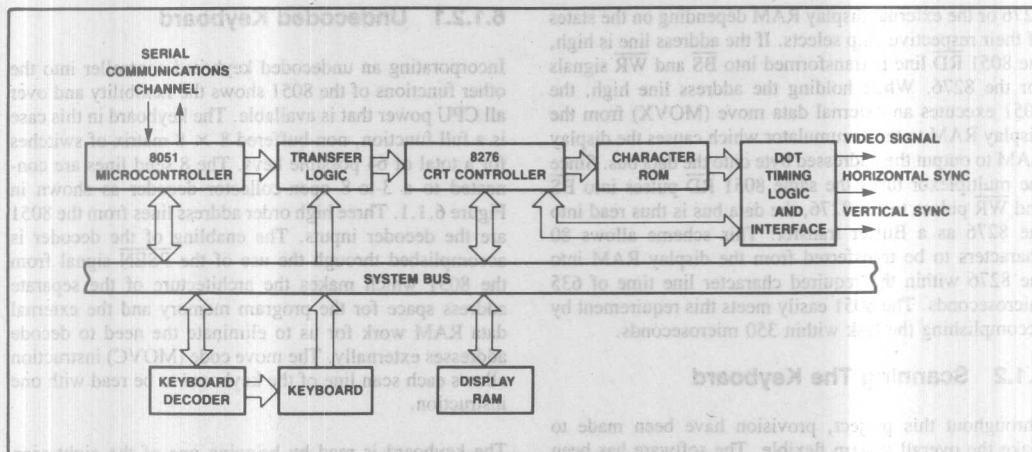 6.1.2.1 Undecoded Keyboard
SERIAL
COMMUNICATIONS
CHANNEL
8051
MICROCONTROLLER
TRANSFER
LOGIC
8276
CRT CONTROLLER
CHARACTER
ROM
DOT
TIMING
LOGIC
AND
INTERFACE
VIDEO SIGNAL
HORIZONTAL SYNC
VERTICAL SYNC
SYSTEM BUS
KEYBOARD
DECODER
KEYBOARD
DISPLAY
RAM
276 or the external display RAM depending on the states
their respective chip selects. If the address line is high,
the 8051 RD line is transformed into BS and WR signals
for the 8276. While holding the address line high, the
8051 executes an external data move (MOVX) from the
display RAM to the accumulator which causes the display
RAM to output the addressed byte onto the data bus. Since
the multiplexor turns the same 8051 RD pulses into BS
and WR pulses to the 8276, the data bus is thus read into
the 8276 as a Buffer transfer. This scheme allows 80
characters to be transferred from the display RAM into
the 8276 within the required character line time of 635
microseconds. The 8051 easily meets this requirement by
accomplishing the task within 350 microseconds.
.1.2 Scanning The Keyboard
Throughout this project, provision have been made to
make the overall system flexible. The software has been
Incorporating an undecoded keyboard controller into the
other functions of the 8051 shows the flexibility and over
all CPU power that is available. The keyboard in this case
is a full function, non buffered 8 × 8 matrix of switches
for a total of 64 possible keys. The 8 send lines are con-
nected to a 3 to 8 open collector decoder as shown in
Figure 6.1.1. Three high order address lines from the 8051
are the decoder inputs. The enabling of the decoder is
accomplished through the use of the PSEN signal from
the 8051 which makes the architecture of the separate
address space for the program memory and the external
data RAM work for us to eliminate the need to decode
addresses externally. The move code (MOVC) instruction
allows each scan line of the keyboard to be read with one
instruction.
The keyboard is read by bringing one of the eight scan